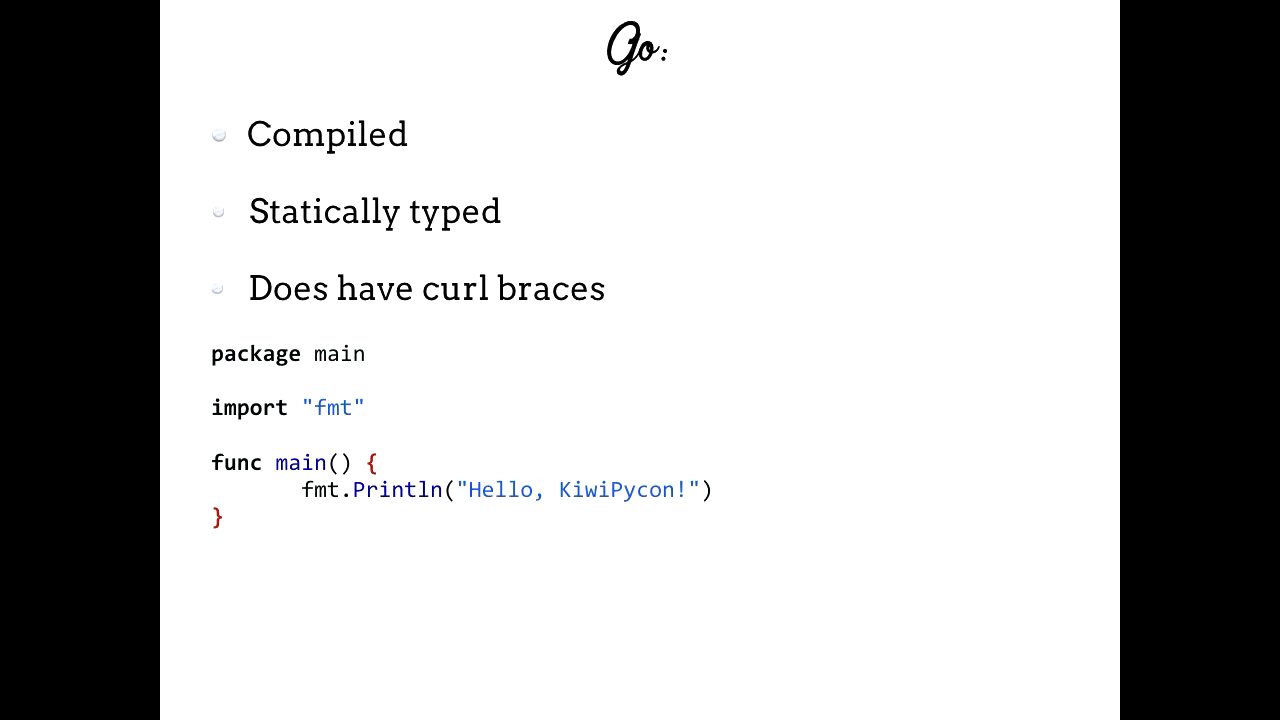 Go:
Compiled
Statically typed
Does have curl braces
package main
import "fmt"
func main() {
fmt.Println("Hello, KiwiPycon!")
}